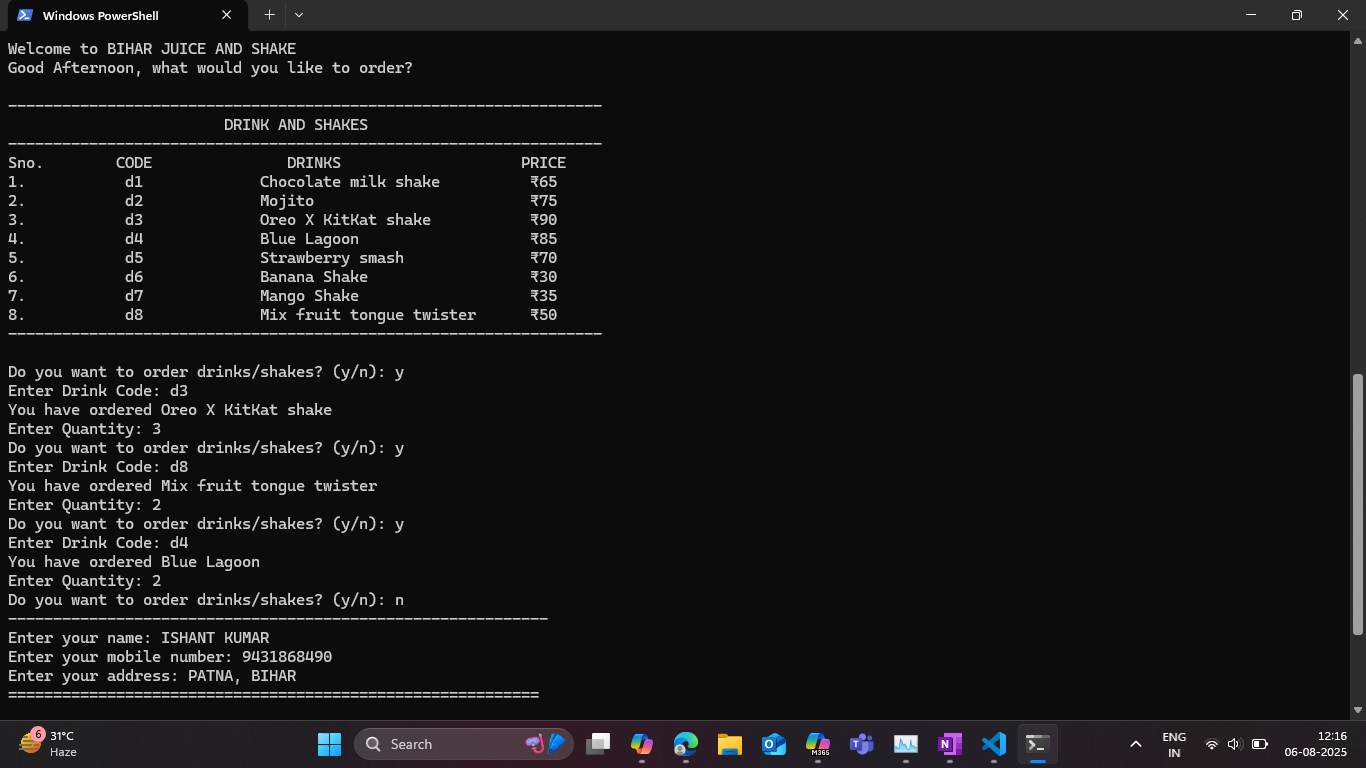 Windows PowerShell
Welcome to BIHAR JUICE AND SHAKE
Good Afternoon, what would you like to order?
------------------------------------------------------------------
DRINK AND SHAKES
------------------------------------------------------------------
Sno. CODE DRINKS PRICE
1. d1 Chocolate milk shake ₹65
2. d2 Mojito ₹75
3. d3 Oreo X KitKat shake ₹90
4. d4 Blue Lagoon ₹85
5. d5 Strawberry smash ₹70
6. d6 Banana Shake ₹30
7. d7 Mango Shake ₹35
8. d8 Mix fruit tongue twister ₹50
------------------------------------------------------------------
Do you want to order drinks/shakes? (y/n): y
Enter Drink Code: d3
You have ordered Oreo X KitKat shake
Enter Quantity: 3
Do you want to order drinks/shakes? (y/n): y
Enter Drink Code: d8
You have ordered Mix fruit tongue twister
Enter Quantity: 2
Do you want to order drinks/shakes? (y/n): y
Enter Drink Code: d4
You have ordered Blue Lagoon
Enter Quantity: 2
Do you want to order drinks/shakes? (y/n): n
------------------------------------------------------------
Enter your name: ISHANT KUMAR
Enter your mobile number: 9431868490
Enter your address: PATNA, BIHAR
===========================================================
6
31°C
Haze
Search
M365
ENG
IN
12:16
06-08-2025